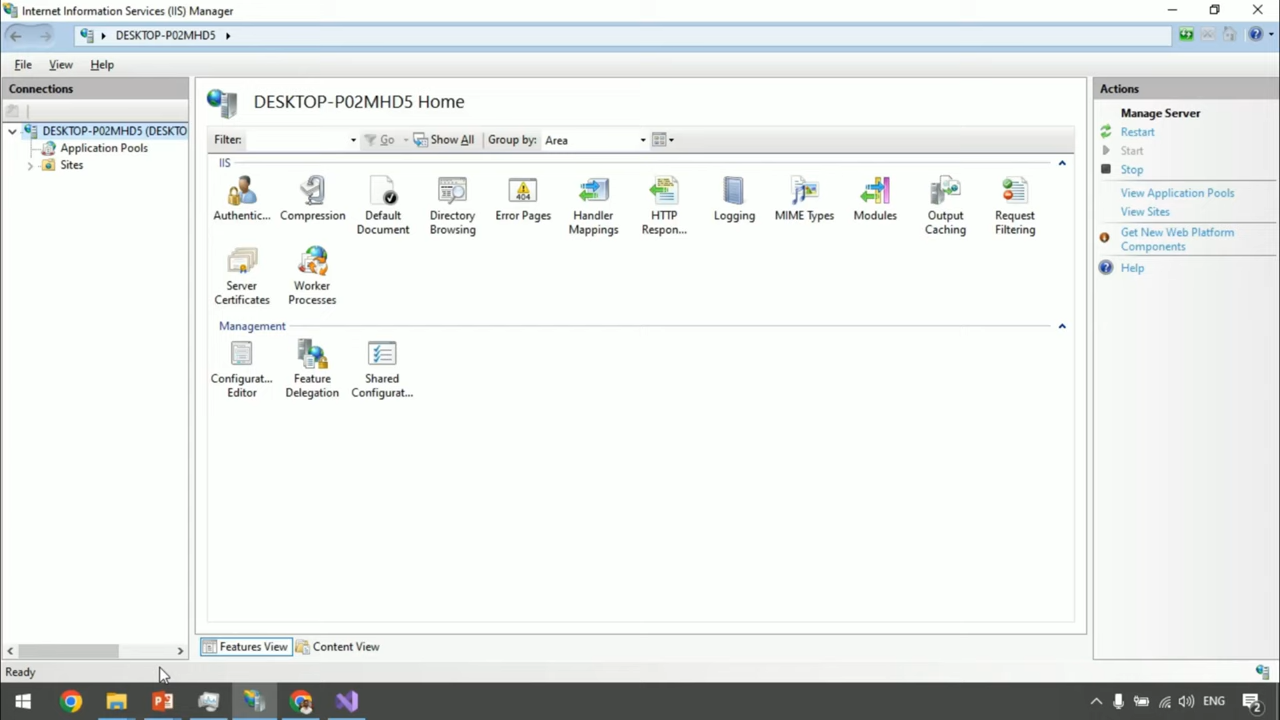 Internet Information Services (IIS) Manager
DESKTOP-P02MHD5
File View Help
Connections
DESKTOP-P02MHD5 (DESKTO
Application Pools
Sites
DESKTOP-P02MHD5 Home
Filter: Go Show All Group by: Area
IIS
Authentic...
Compression
Default Document
Directory Browsing
Error Pages
404
Handler Mappings
HTTP Respon...
Logging
MIME Types
Modules
Output Caching
Request Filtering
Server Certificates
Worker Processes
Management
Configurat... Editor
Feature Delegation
Shared Configurat...
Features View Content View
Actions
Manage Server
Restart
Start
Stop
View Application Pools
View Sites
Get New Web Platform
Components
Help
Ready
ENG
2